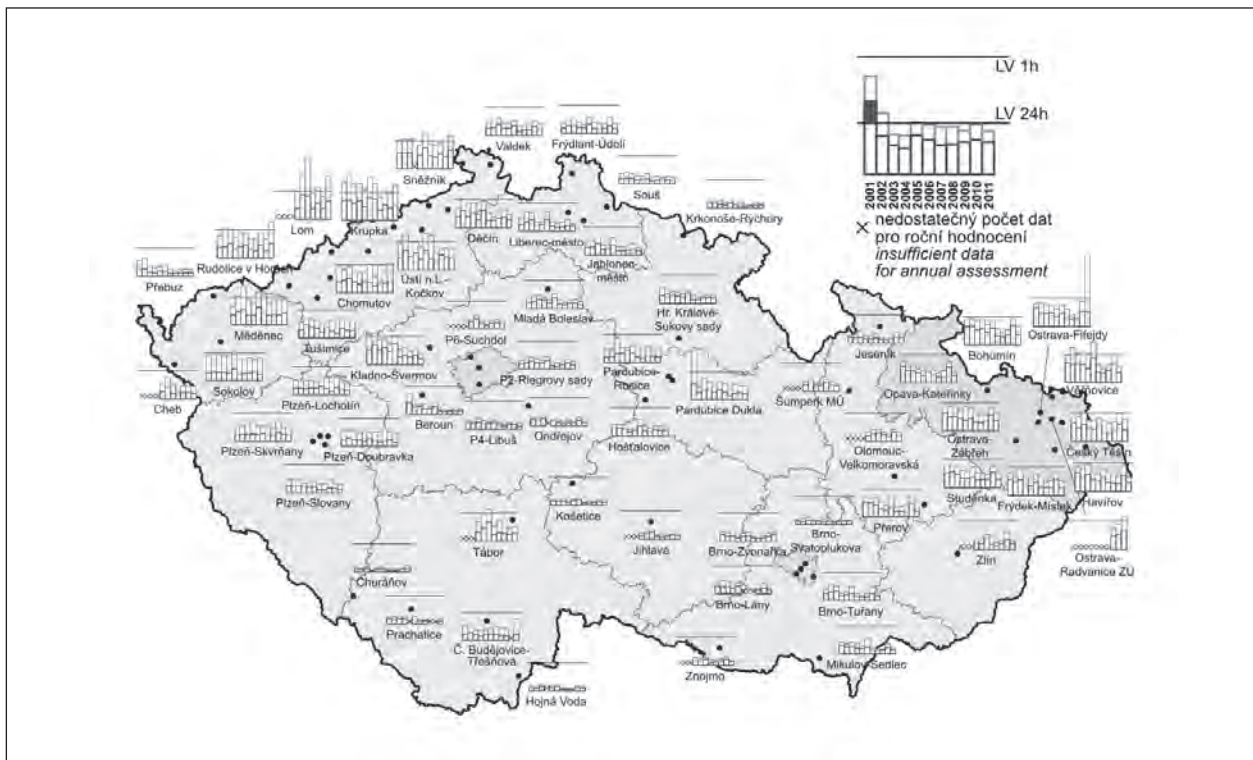 LV 1h
LV 24h
2001
2002
2003
2004
2005
2006
2007
2008
2009
2010
2011
× nedostatečný počet dat
pro roční hodnocení
insufficient data
for annual assessment
Valdek
Frýdlant-Údolí
Sněžník
Souš
Krkonoše-Rýchory
Lom
Krupka
Děčín
Liberec-město
Jablonec-
město
Rudolice v Horách
Přebuz
Ústí n.L.-
Kočkov
Chomutov
Měděnec
Tušimice
Mladá Boleslav
Hr. Králové-
Sukovy sady
P6-Suchdol
Kladno-Švermov
Sokolov
Cheb
Plzeň-Lochotín
P2-Riegrovy sady
Pardubice-
Rosice
Pardubice Dukla
Beroun
P4-Libuš
Ondřejov
Hošťalovice
Plzeň-Skvrňany
Plzeň-Doubravka
Plzeň-Slovany
Jeseník
Šumperk MÚ
Opava-Kateřinky
Bohumín
Ostrava-Fifejdy
Věřňovice
Ostrava-
Zábřeh
Český Těšín
Olomouc-
Velkomoravská
Studénka
Frýdek-Místek
Havířov
Přerov
Ostrava-
Radvanice ZÚ
Zlín
Košetice
Tábor
Jihlava
Brno-Zvonařka
Brno-
Svatoplukova
Churáňov
Prachatice
Č. Budějovice-
Třešňová
Hojná Voda
Brno-Lány
Brno-Tuřany
Znojmo
Mikulov-Sedlec